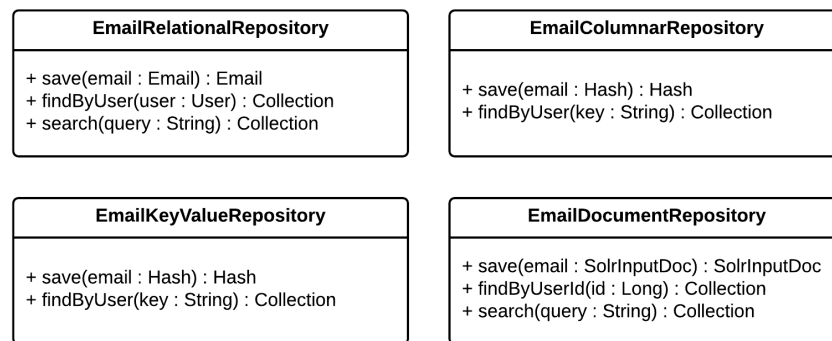 EmailRelationalRepository
+ save(email : Email) : Email
+ findByUser(user : User) : Collection
+ search(query : String) : Collection
EmailColumnarRepository
+ save(email : Hash) : Hash
+ findByUser(key : String) : Collection
EmailKeyValueRepository
+ save(email : Hash) : Hash
+ findByUser(key : String) : Collection
EmailDocumentRepository
+ save(email : SolrInputDoc) : SolrInputDoc
+ findByUserId(id : Long) : Collection
+ search(query : String) : Collection